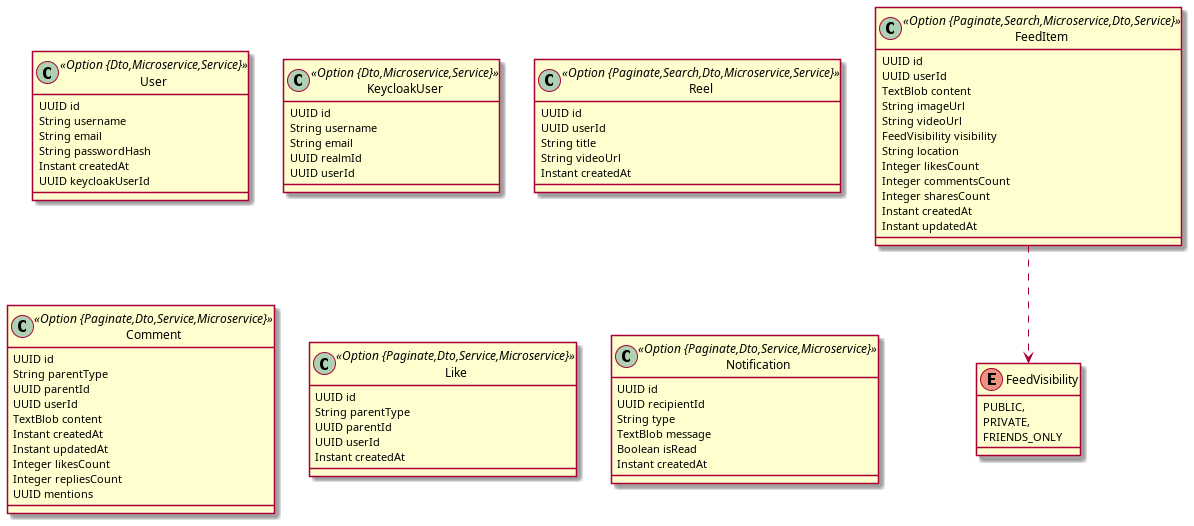 C «Option {Dto,Microservice,Service}»
User
UUID id
String username
String email
String passwordHash
Instant createdAt
UUID keycloakUserId
C «Option {Dto,Microservice,Service}»
KeycloakUser
UUID id
String username
String email
UUID realmId
UUID userId
C «Option {Paginate,Search,Dto,Microservice,Service}»
Reel
UUID id
UUID userId
String title
String videoUrl
Instant createdAt
C «Option {Paginate,Search,Microservice,Dto,Service}»
FeedItem
UUID id
UUID userId
TextBlob content
String imageUrl
String videoUrl
FeedVisibility visibility
String location
Integer likesCount
Integer commentsCount
Integer sharesCount
Instant createdAt
Instant updatedAt
C «Option {Paginate,Dto,Service,Microservice}»
Comment
UUID id
String parentType
UUID parentId
UUID userId
TextBlob content
Instant createdAt
Instant updatedAt
Integer likesCount
Integer repliesCount
UUID mentions
C «Option {Paginate,Dto,Service,Microservice}»
Like
UUID id
String parentType
UUID parentId
UUID userId
Instant createdAt
C «Option {Paginate,Dto,Service,Microservice}»
Notification
UUID id
UUID recipientId
String type
TextBlob message
Boolean isRead
Instant createdAt
E FeedVisibility
PUBLIC,
PRIVATE,
FRIENDS_ONLY